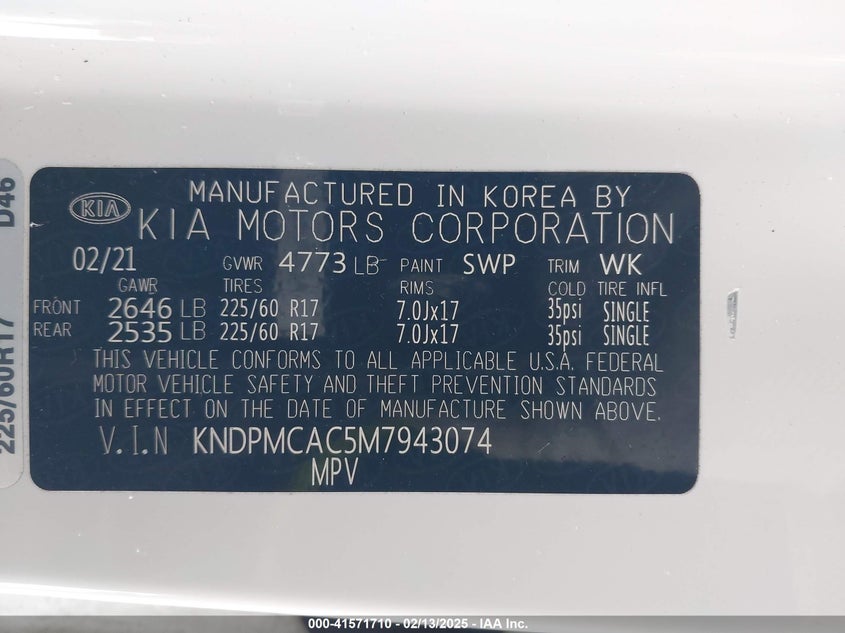 MANUFACTURED IN KOREA BY
KIA KIA MOTORS CORPORATION
02/21 GVWR 4773 LB PAINT SWP TRIM WK
GAWR TIRES RIMS COLD TIRE INFL
FRONT 2646 LB 225/60 R17 7.0Jx17 35psi SINGLE
REAR 2535 LB 225/60 R17 7.0Jx17 35psi SINGLE
THIS VEHICLE CONFORMS TO ALL APPLICABLE U.S.A. FEDERAL
MOTOR VEHICLE SAFETY AND THEFT PREVENTION STANDARDS
IN EFFECT ON THE DATE OF MANUFACTURE SHOWN ABOVE.
V.I.N KNDPMCAC5M7943074
MPV
225/60R17 D46
000-41571710 - 02/13/2025 - IAA Inc.